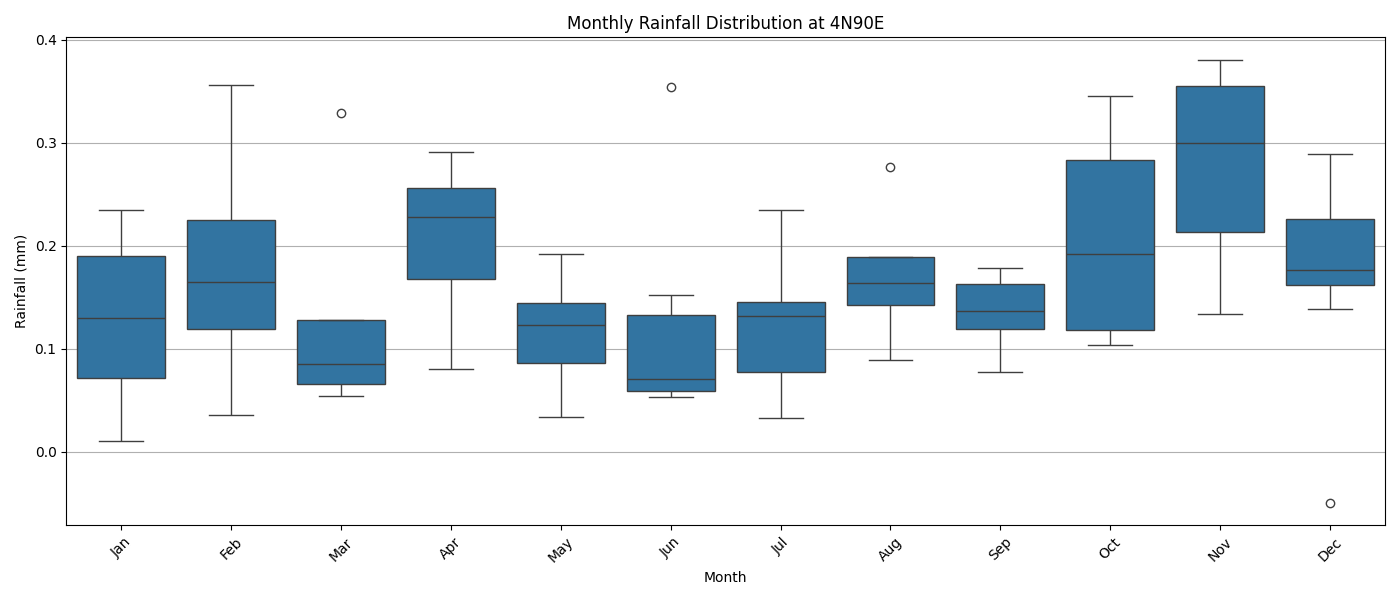 Monthly Rainfall Distribution at 4N90E
Rainfall (mm)
0.4
0.3
0.2
0.1
0.0
Jan Feb Mar Apr May Jun Jul Aug Sep Oct Nov Dec
Month